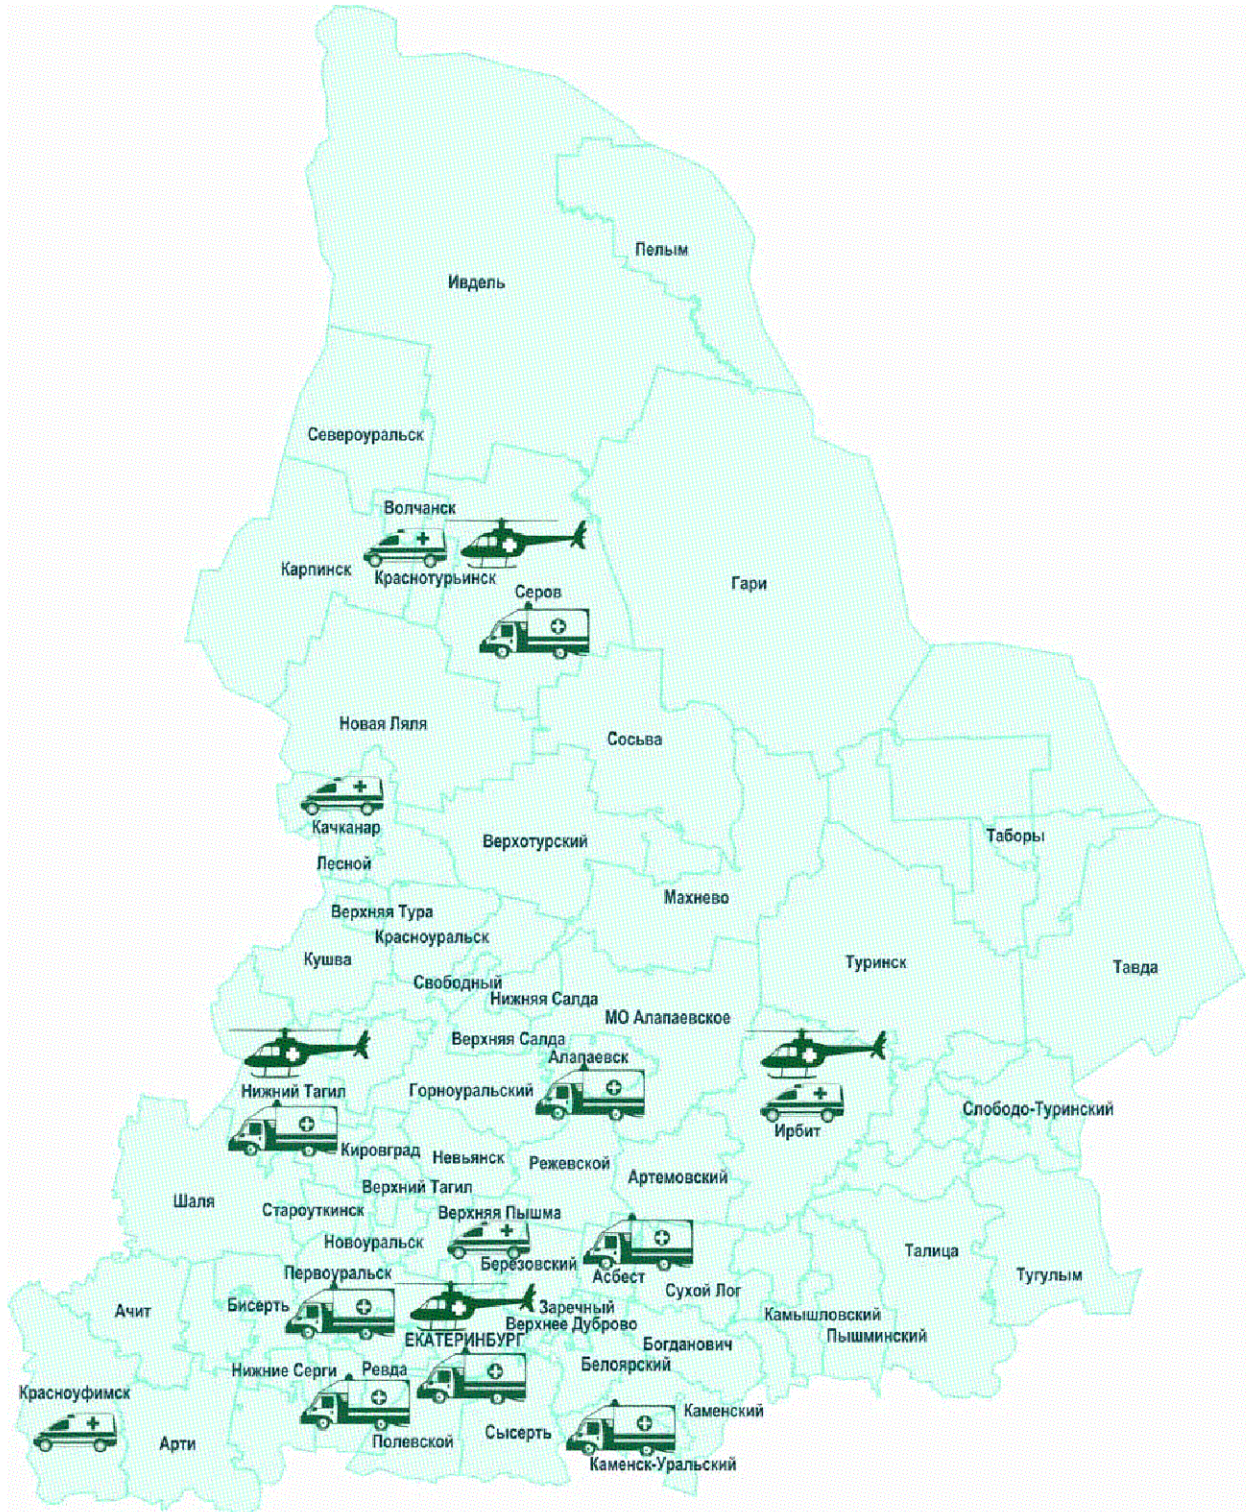 Пелым
Ивдель
Североуральск
Волчанск
Карпинск
Краснотурьинск
Гари
Серов
Новая Ляля
Сосьва
Качканар
Верхотурский
Таборы
Лесной
Махнево
Верхняя Тура
Красноуральск
Кушва
Туринск
Тавда
Свободный
Нижняя Салда
МО Алапаевское
Верхняя Салда
Алапаевск
Нижний Тагил
Горноуральский
Слободо-Туринский
Ирбит
Кировград
Невьянск
Режевской
Артемовский
Верхний Тагил
Шаля
Староуткинск
Верхняя Пышма
Новоуральск
Талица
Березовский
Первоуральск
Асбест
Тугулым
Сухой Лог
Бисерть
Заречный
Ачит
Камышловский
Верхнее Дуброво
Пышминский
ЕКАТЕРИНБУРГ
Богданович
Белоярский
Нижние Серги
Ревда
Красноуфимск
Каменский
Сысерть
Арти
Полевской
Каменск-Уральский